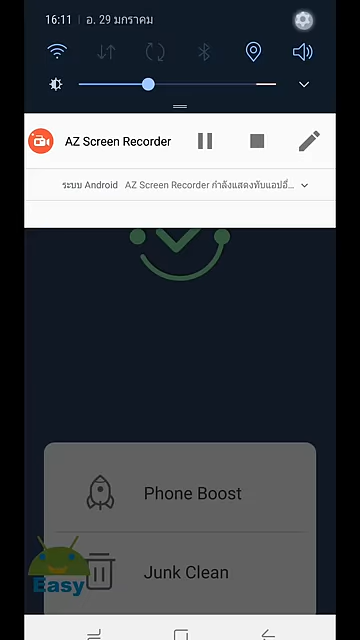 16:11 | อ. 29 มกราคม
AZ Screen Recorder
ระบบ Android AZ Screen Recorder กำลังแสดงทับแอปอื่...
Phone Boost
Junk Clean
Easy